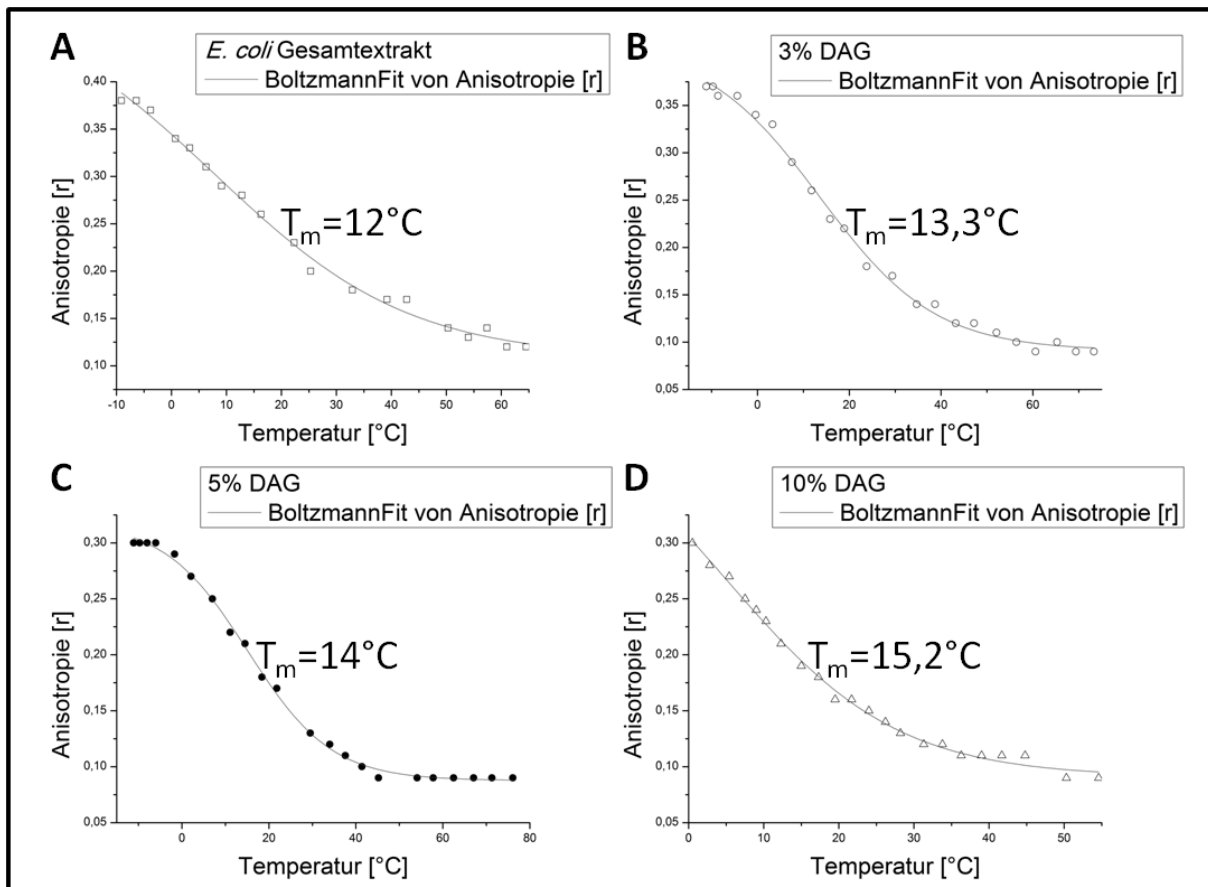 A
E. coli Gesamtextrakt
BoltzmannFit von Anisotropie [r]
0,40
0,35
0,30
0,25
0,20
0,15
0,10
Anisotropie [r]
Tm=12°C
-10 0 10 20 30 40 50 60
Temperatur [°C]
B
3% DAG
BoltzmannFit von Anisotropie [r]
0,35
0,30
0,25
0,20
0,15
0,10
0,05
Anisotropie [r]
Tm=13,3°C
0 20 40 60
Temperatur [°C]
C
5% DAG
BoltzmannFit von Anisotropie [r]
0,30
0,25
0,20
0,15
0,10
0,05
Anisotropie [r]
Tm=14°C
0 20 40 60 80
Temperatur [°C]
D
10% DAG
BoltzmannFit von Anisotropie [r]
0,30
0,25
0,20
0,15
0,10
0,05
Anisotropie [r]
Tm=15,2°C
0 10 20 30 40 50
Temperatur [°C]